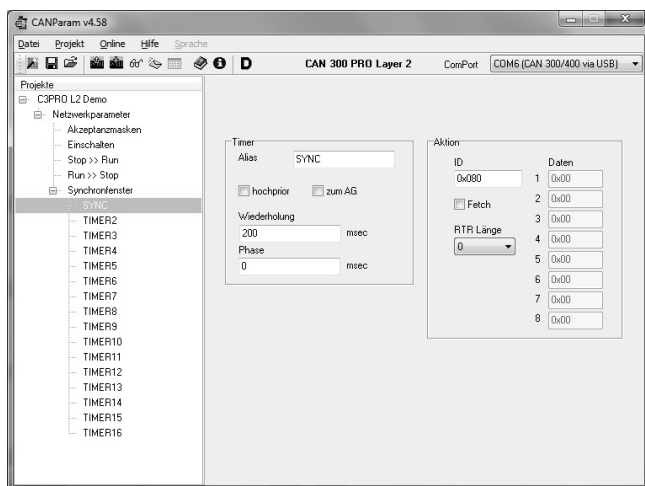 CANParam v4.58
Datei Projekt Online Hilfe Sprache
D CAN 300 PRO Layer 2 ComPort COM6 (CAN 300/400 via USB)
Projekte
C3PRO L2 Demo
Netzwerkparameter
Akzeptanzmasken
Einschalten
Stop >> Run
Run >> Stop
Synchronfenster
SYNC
TIMER2
TIMER3
TIMER4
TIMER5
TIMER6
TIMER7
TIMER8
TIMER9
TIMER10
TIMER11
TIMER12
TIMER13
TIMER14
TIMER15
TIMER16
Timer
Alias SYNC
hochprior zum AG
Wiederholung
200 msec
Phase
0 msec
Aktion
ID Daten
0x080 1 0x00
Fetch 2 0x00
3 0x00
RTR Länge
0 4 0x00
5 0x00
6 0x00
7 0x00
8 0x00